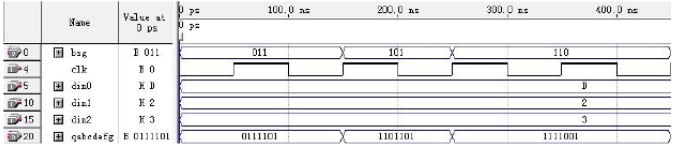 0 ps 100.0 ns 200.0 ns 300.0 ns 400.0 ns
Name Value at 0 ps 0 ps
0 bsg B 011 011 101 110
4 clk B 0
5 din0 H D D
10 din1 H 2 2
15 din2 H 3 3
20 qabcdefg B 0111101 0111101 1101101 1111001